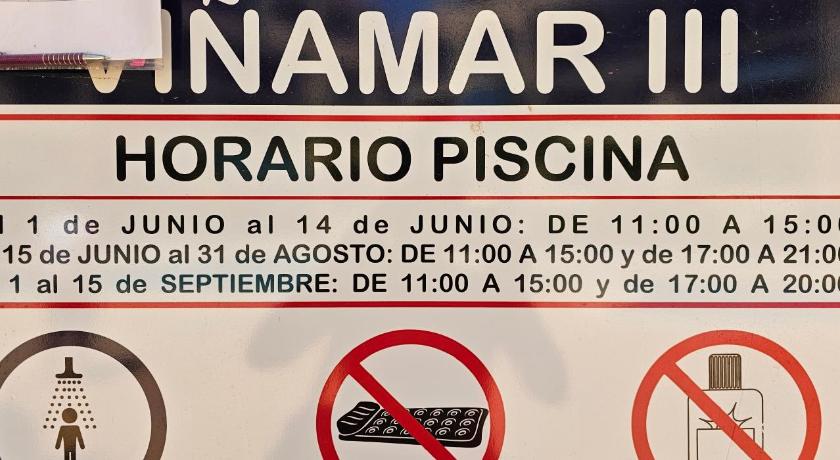 VIÑAMAR III
HORARIO PISCINA
1 de JUNIO al 14 de JUNIO: DE 11:00 A 15:00
15 de JUNIO al 31 de AGOSTO: DE 11:00 A 15:00 y de 17:00 A 21:00
1 al 15 de SEPTIEMBRE: DE 11:00 A 15:00 y de 17:00 A 20:00